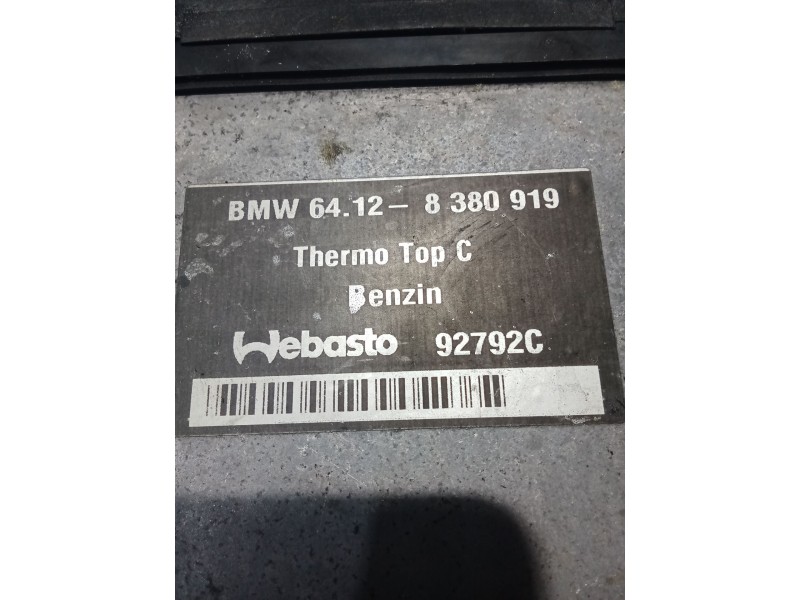 BMW 64.12 - 8 380 919
Thermo Top C
Benzin
Webasto 92792C